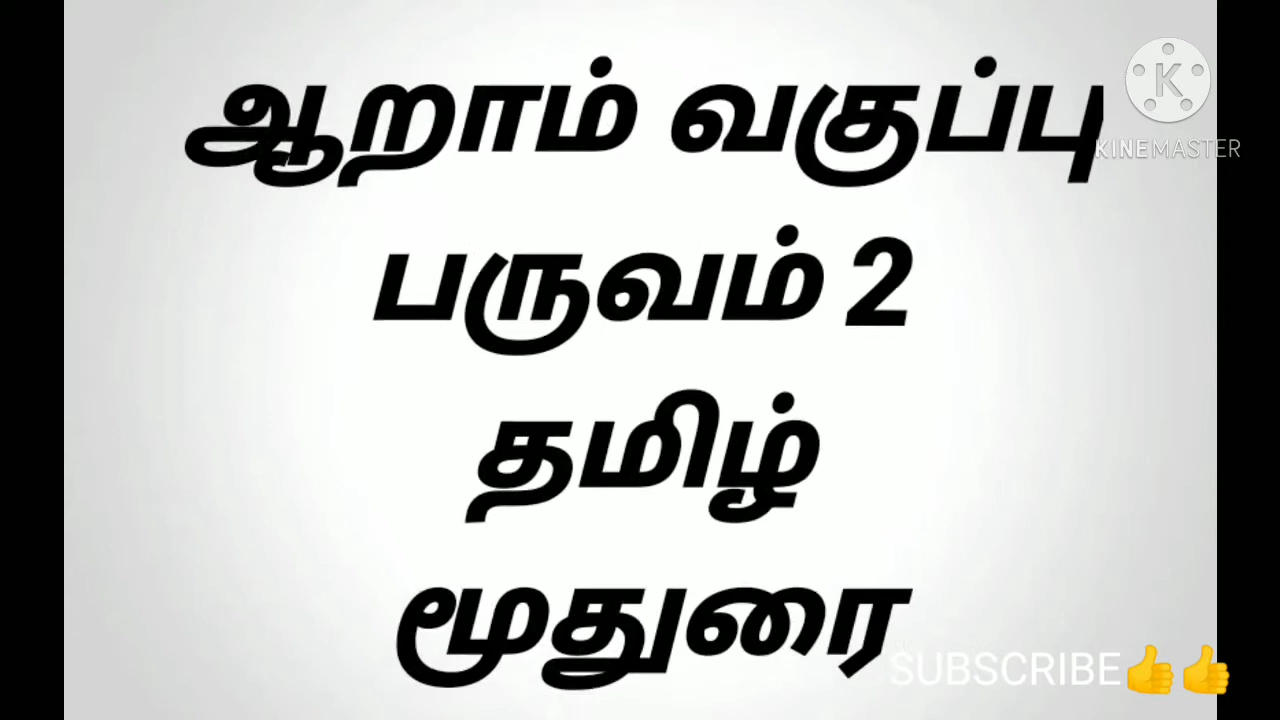 ஆறாம் வகுப்பு
K
KINEMASTER
பருவம் 2
தமிழ்
மூதுரை
SUBSCRIBE👍👍